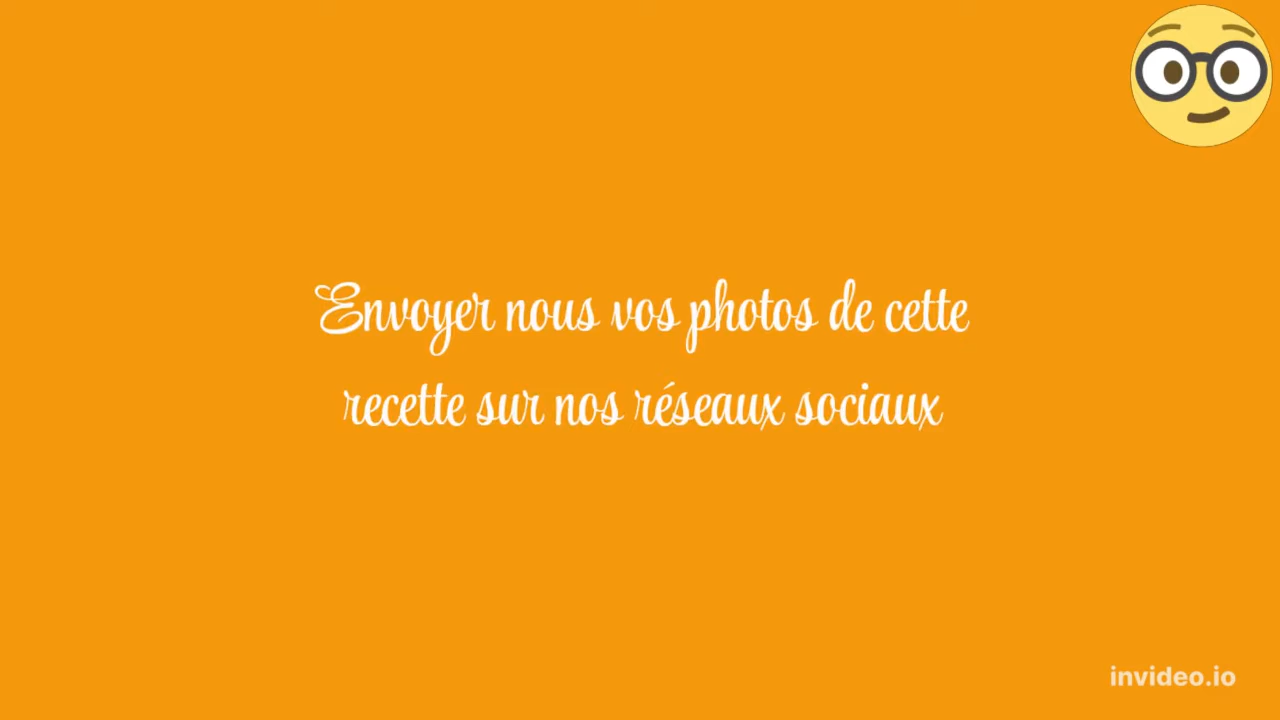 Envoyer nous vos photos de cette
recette sur nos réseaux sociaux
invideo.io